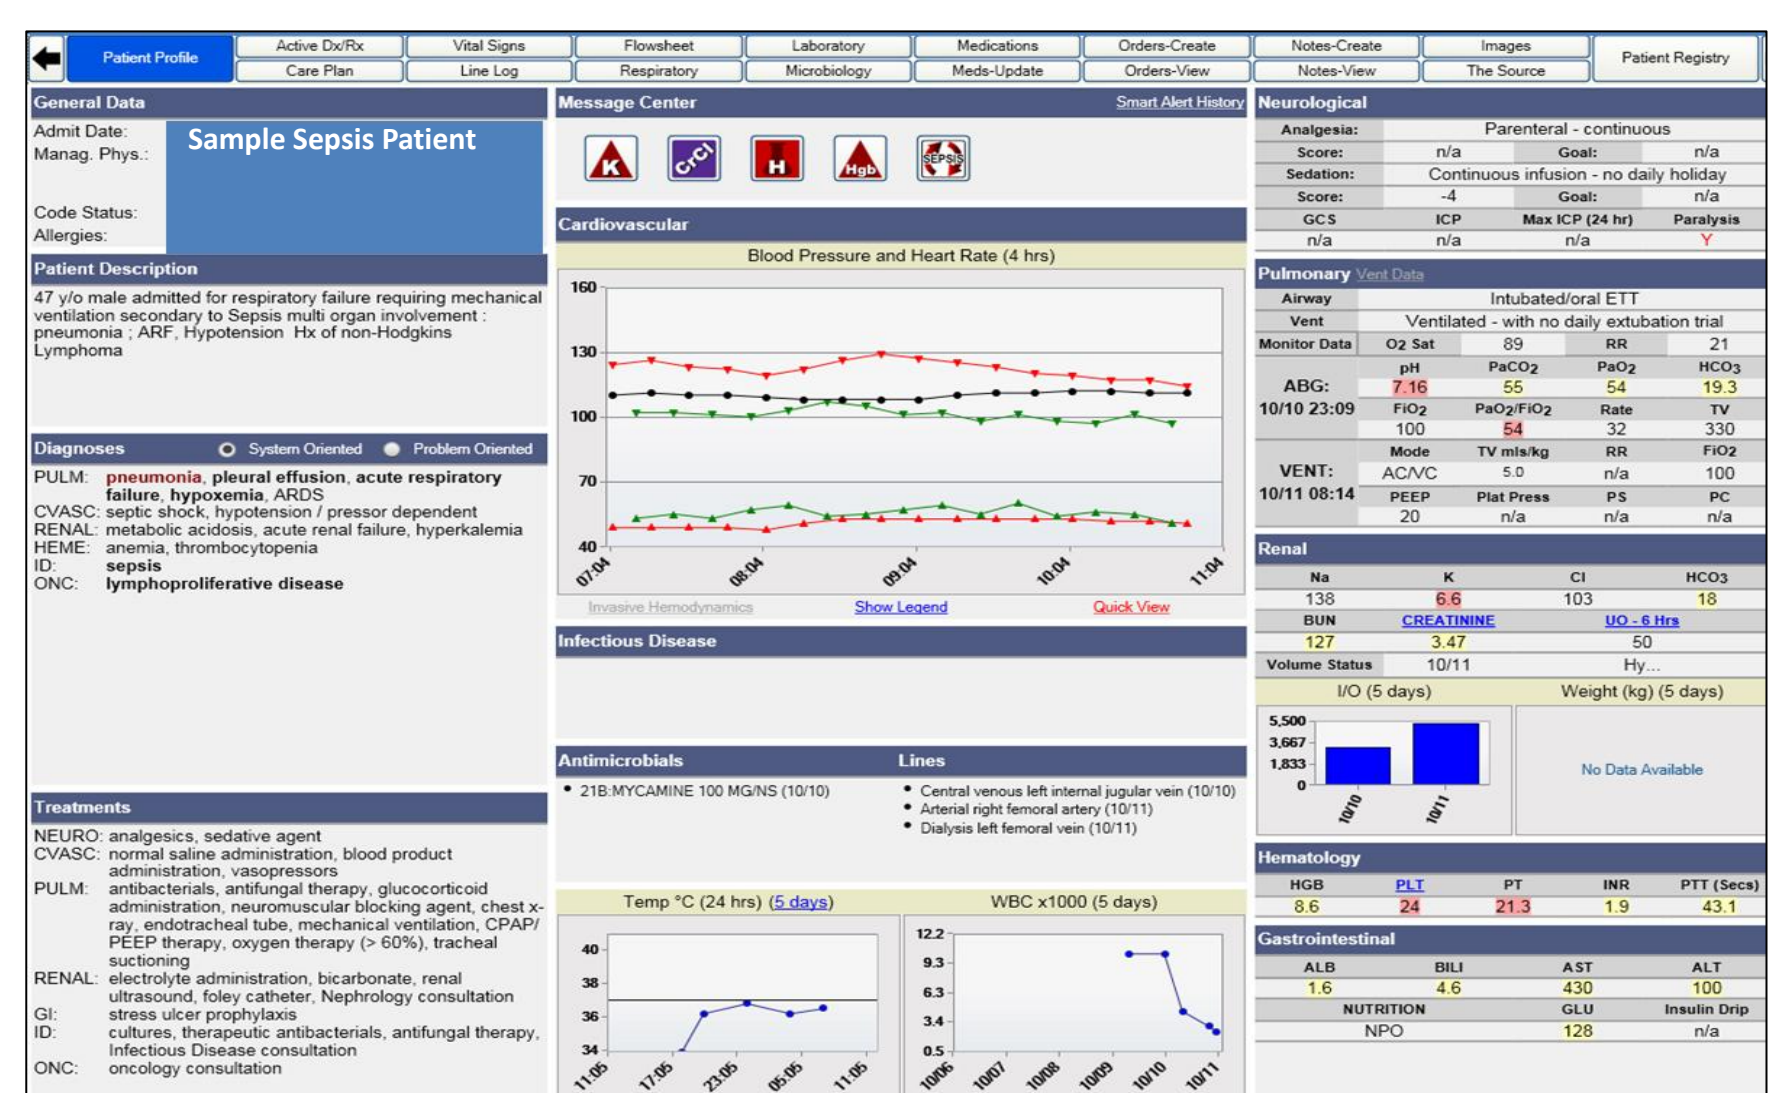 Patient Profile
Active Dx/Rx
Vital Signs
Flowsheet
Laboratory
Medications
Orders-Create
Notes-Create
Images
Patient Registry
Care Plan
Line Log
Respiratory
Microbiology
Meds-Update
Orders-View
Notes-View
The Source
General Data
Admit Date:
Manag. Phys.:
Sample Sepsis Patient
Code Status:
Allergies:
Patient Description
47 y/o male admitted for respiratory failure requiring mechanical
ventilation secondary to Sepsis multi organ involvement :
pneumonia ; ARF, Hypotension Hx of non-Hodgkins
Lymphoma
Diagnoses System Oriented Problem Oriented
PULM: pneumonia, pleural effusion, acute respiratory
failure, hypoxemia, ARDS
CVASC: septic shock, hypotension / pressor dependent
RENAL: metabolic acidosis, acute renal failure, hyperkalemia
HEME: anemia, thrombocytopenia
ID: sepsis
ONC: lymphoproliferative disease
Treatments
NEURO: analgesics, sedative agent
CVASC: normal saline administration, blood product
administration, vasopressors
PULM: antibacterials, antifungal therapy, glucocorticoid
administration, neuromuscular blocking agent, chest x-
ray, endotracheal tube, mechanical ventilation, CPAP/
PEEP therapy, oxygen therapy (> 60%), tracheal
suctioning
RENAL: electrolyte administration, bicarbonate, renal
ultrasound, foley catheter, Nephrology consultation
GI: stress ulcer prophylaxis
ID: cultures, therapeutic antibacterials, antifungal therapy,
Infectious Disease consultation
ONC: oncology consultation
Message Center Smart Alert History
K CrCl H Hgb SEPSIS
Cardiovascular
Blood Pressure and Heart Rate (4 hrs)
160
130
100
70
40
07:04 08:04 09:04 10:04 11:04
Invasive Hemodynamics Show Legend Quick View
Infectious Disease
Antimicrobials Lines
• 21B:MYCAMINE 100 MG/NS (10/10)
• Central venous left internal jugular vein (10/10)
• Arterial right femoral artery (10/11)
• Dialysis left femoral vein (10/11)
Temp °C (24 hrs) (5 days)
40
38
36
34
11:05 17:05 23:05 05:05 11:05
WBC x1000 (5 days)
12.2
9.3
6.3
3.4
0.5
10/06 10/07 10/08 10/09 10/10 10/11
Neurological
Analgesia: Parenteral - continuous
Score: n/a Goal: n/a
Sedation: Continuous infusion - no daily holiday
Score: -4 Goal: n/a
GCS ICP Max ICP (24 hr) Paralysis
n/a n/a n/a Y
Pulmonary Vent Data
Airway Intubated/oral ETT
Vent Ventilated - with no daily extubation trial
Monitor Data O2 Sat 89 RR 21
ABG:
10/10 23:09
pH PaCO2 PaO2 HCO3
7.16 55 54 19.3
FiO2 PaO2/FiO2 Rate TV
100 54 32 330
VENT:
10/11 08:14
Mode TV mls/kg RR FiO2
AC/VC 5.0 n/a 100
PEEP Plat Press PS PC
20 n/a n/a n/a
Renal
Na K Cl HCO3
138 6.6 103 18
BUN CREATININE UO - 6 Hrs
127 3.47 50
Volume Status 10/11 Hy...
I/O (5 days) Weight (kg) (5 days)
5,500
3,667
1,833
0
10/10 10/11
No Data Available
Hematology
HGB PLT PT INR PTT (Secs)
8.6 24 21.3 1.9 43.1
Gastrointestinal
ALB BILI AST ALT
1.6 4.6 430 100
NUTRITION GLU Insulin Drip
NPO 128 n/a